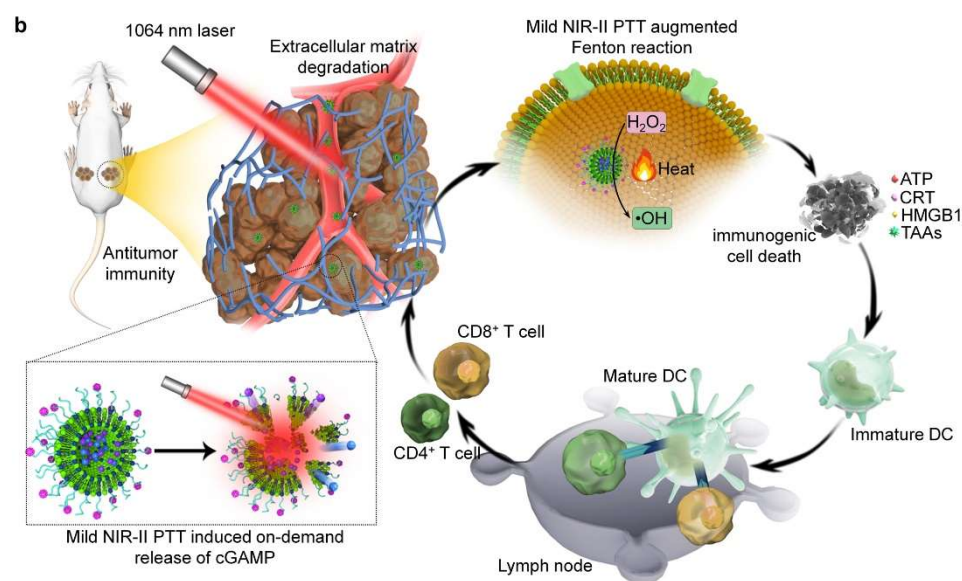 b
1064 nm laser
Extracellular matrix
degradation
Mild NIR-II PTT augmented
Fenton reaction
H₂O₂
Heat
•OH
ATP
CRT
HMGB1
TAAs
immunogenic
cell death
Antitumor
immunity
CD8⁺ T cell
Mature DC
CD4⁺ T cell
Immature DC
Lymph node
Mild NIR-II PTT induced on-demand
release of cGAMP